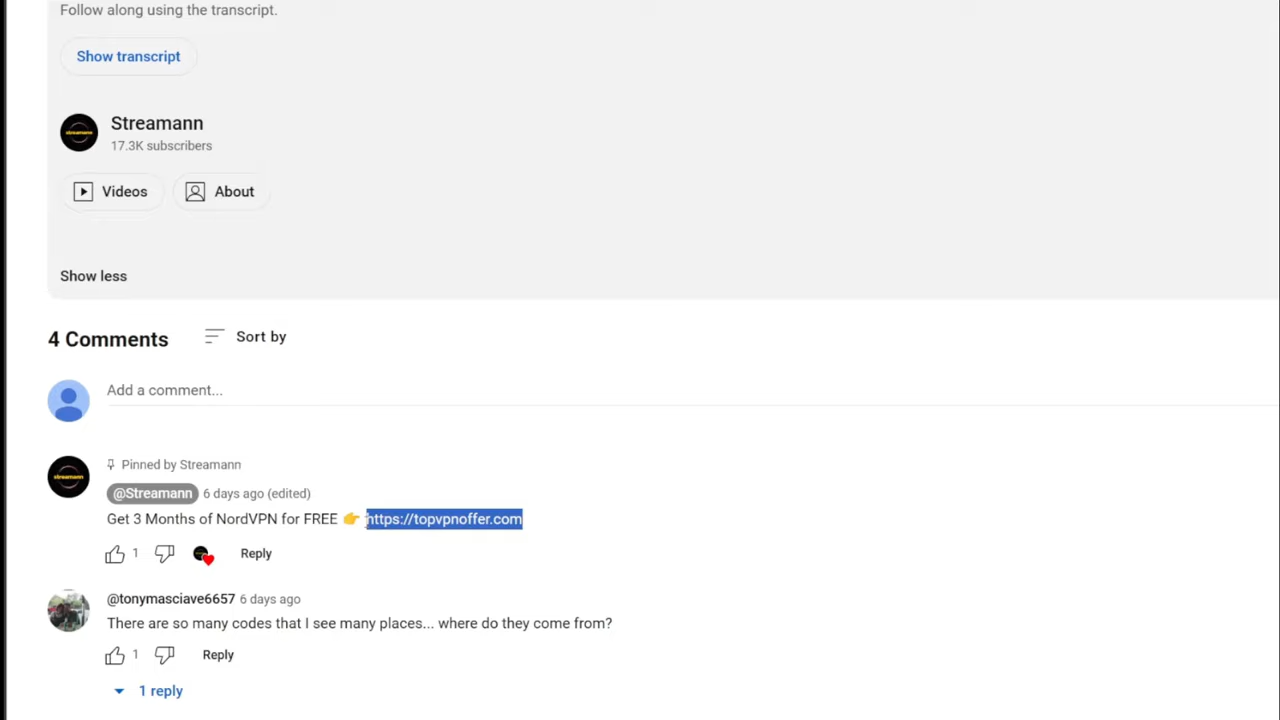 Follow along using the transcript.
Show transcript
streamann
Streamann
17.3K subscribers
Videos
About
Show less
4 Comments
Sort by
Add a comment...
streamann
Pinned by Streamann
@Streamann 6 days ago (edited)
Get 3 Months of NordVPN for FREE 👉 https://topvpnoffer.com
1
Reply
@tonymasciave6657 6 days ago
There are so many codes that I see many places... where do they come from?
1
Reply
1 reply